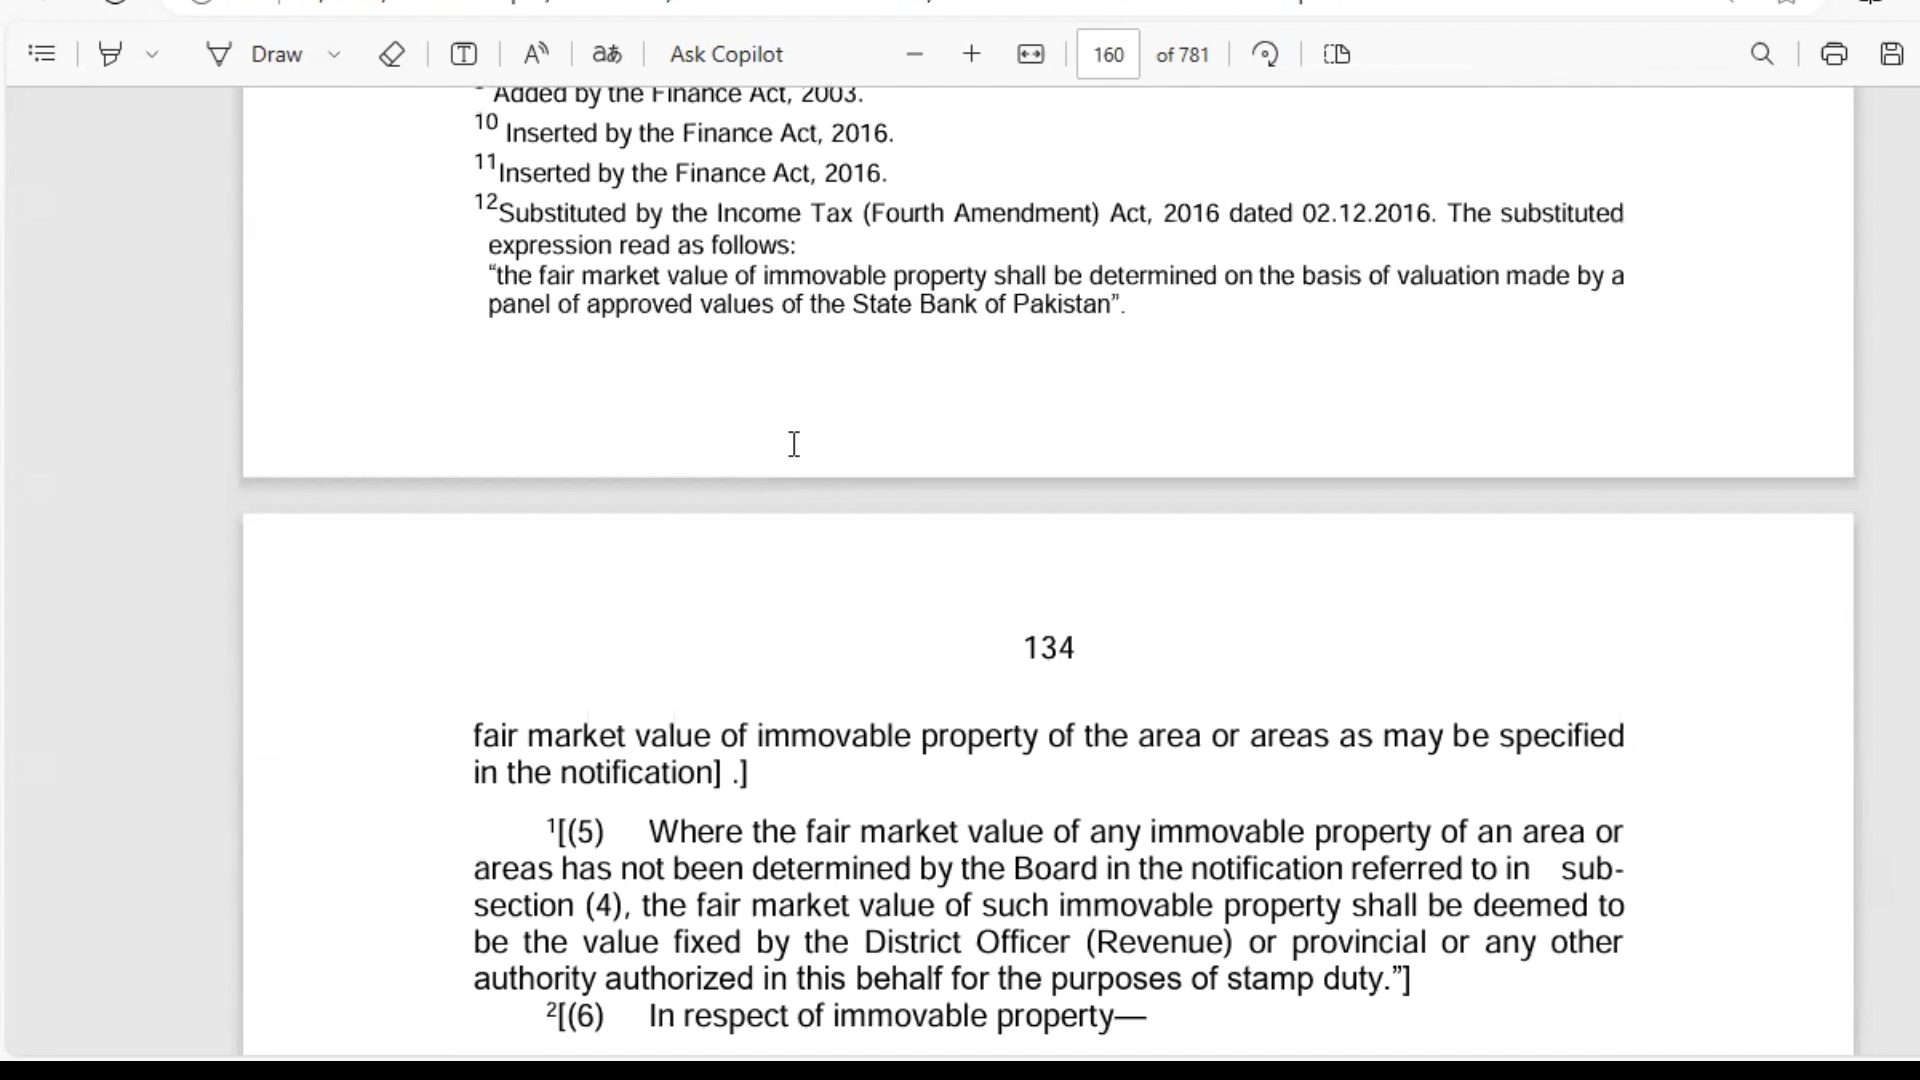 Draw
Ask Copilot
160 of 781
Added by the Finance Act, 2003.
10 Inserted by the Finance Act, 2016.
11Inserted by the Finance Act, 2016.
12Substituted by the Income Tax (Fourth Amendment) Act, 2016 dated 02.12.2016. The substituted
expression read as follows:
“the fair market value of immovable property shall be determined on the basis of valuation made by a
panel of approved values of the State Bank of Pakistan”.
134
fair market value of immovable property of the area or areas as may be specified
in the notification] .]
1[(5) Where the fair market value of any immovable property of an area or
areas has not been determined by the Board in the notification referred to in sub-
section (4), the fair market value of such immovable property shall be deemed to
be the value fixed by the District Officer (Revenue) or provincial or any other
authority authorized in this behalf for the purposes of stamp duty.”]
2[(6) In respect of immovable property—